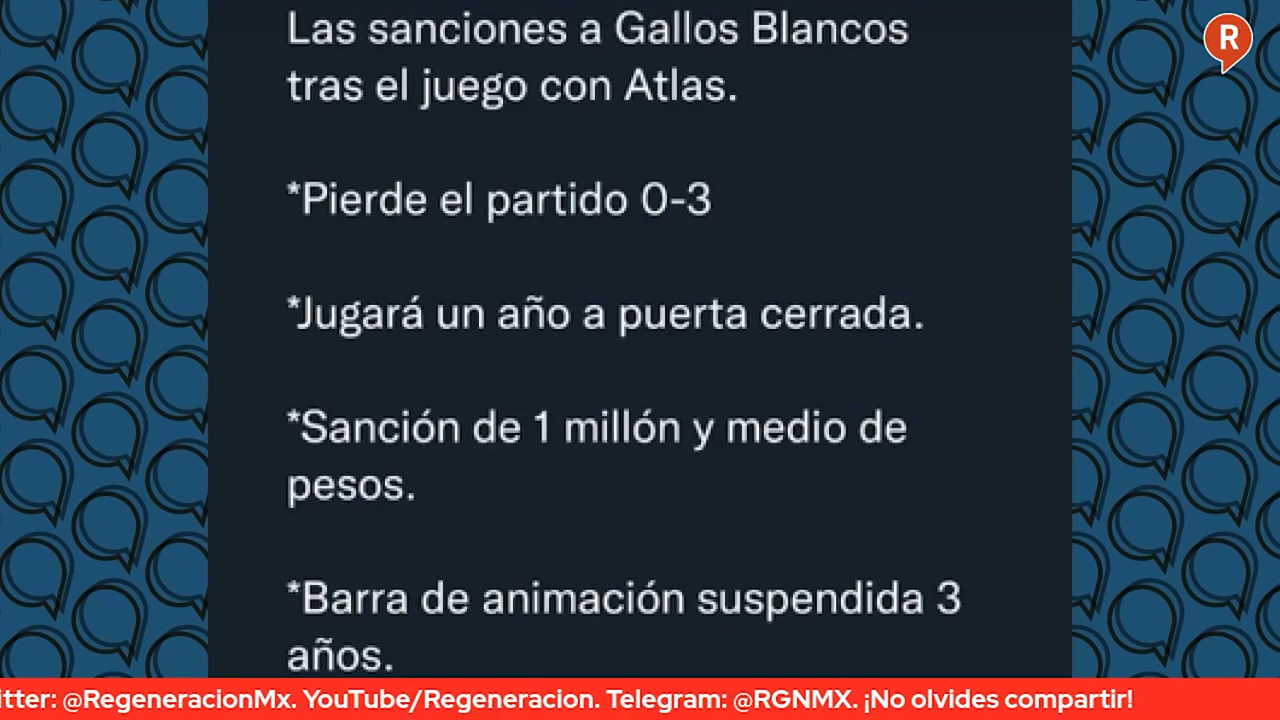 R
Las sanciones a Gallos Blancos
tras el juego con Atlas.
*Pierde el partido 0-3
*Jugará un año a puerta cerrada.
*Sanción de 1 millón y medio de
pesos.
*Barra de animación suspendida 3
años.
itter: @RegeneracionMx. YouTube/Regeneracion. Telegram: @RGNMX. ¡No olvides compartir!